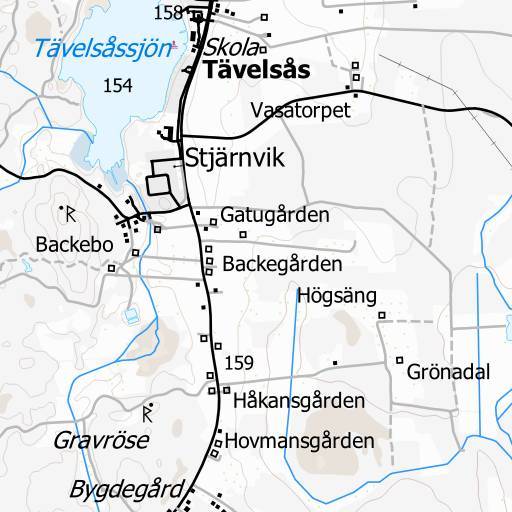 158
Tävelsåssjön
Skola
Tävelsås
154
Vasatorpet
Stjärnvik
R
Gatugården
Backebo
Backegården
Högsäng
159
Grönadal
Håkansgården
R
Gravröse
Hovmansgården
Bygdegård